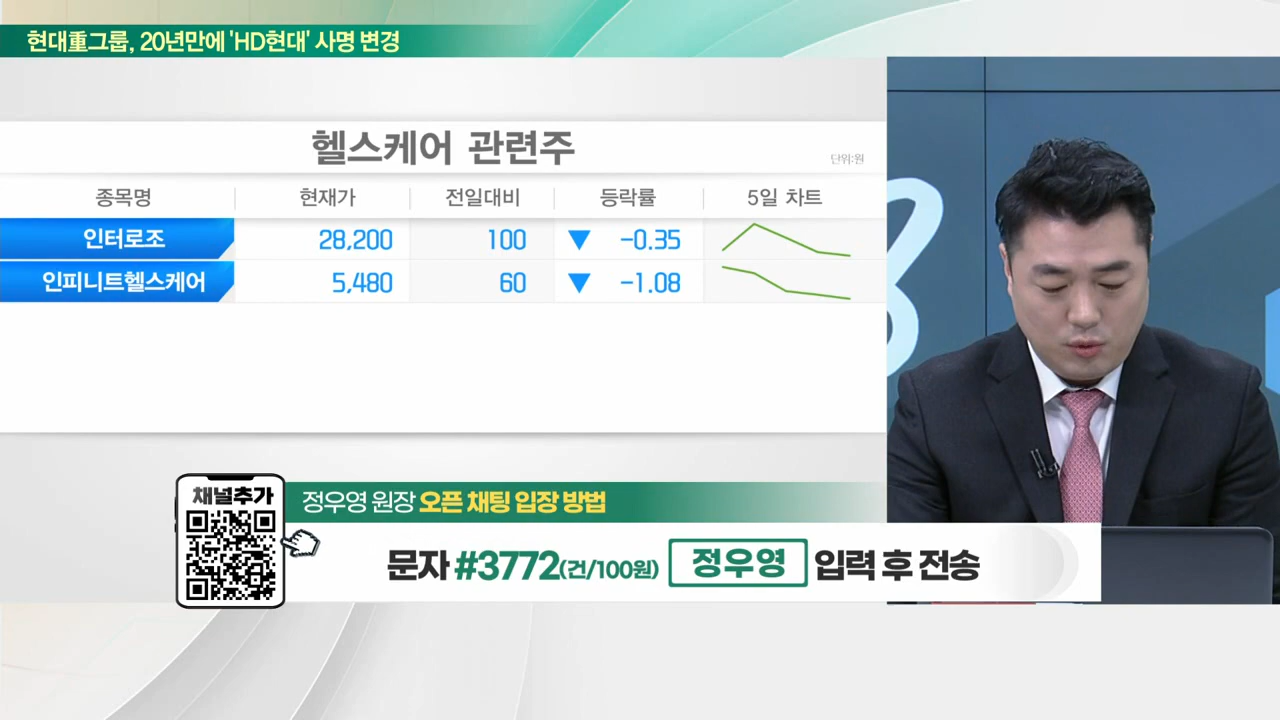 현대重그룹, 20년만에 'HD현대' 사명 변경
헬스케어 관련주
단위:원
종목명 현재가 전일대비 등락률 5일 차트
인터로조 28,200 100 ▼ -0.35
인피니트헬스케어 5,480 60 ▼ -1.08
채널추가
정우영 원장 오픈 채팅 입장 방법
문자 #3772(건/100원) 정우영 입력 후 전송